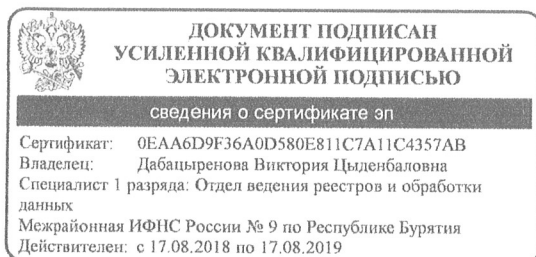 ДОКУМЕНТ ПОДПИСАН
УСИЛЕННОЙ КВАЛИФИЦИРОВАННОЙ
ЭЛЕКТРОННОЙ ПОДПИСЬЮ
сведения о сертификате эп
Сертификат: 0EAA6D9F36A0D580E811C7A11C4357AB
Владелец: Дабацыренова Виктория Цыденбаловна
Специалист 1 разряда: Отдел ведения реестров и обработки
данных
Межрайонная ИФНС России № 9 по Республике Бурятия
Действителен: с 17.08.2018 по 17.08.2019